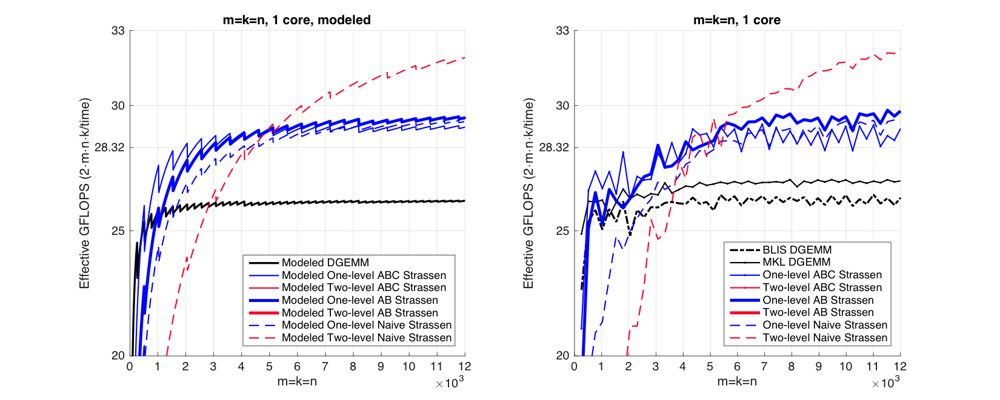 m=k=n, 1 core, modeled
33
30
28.32
25
20
Effective GFLOPS (2·m·n·k/time)
0 1 2 3 4 5 6 7 8 9 10 11 12
m=k=n
×10³
Modeled DGEMM
Modeled One-level ABC Strassen
Modeled Two-level ABC Strassen
Modeled One-level AB Strassen
Modeled Two-level AB Strassen
Modeled One-level Naive Strassen
Modeled Two-level Naive Strassen
m=k=n, 1 core
33
30
28.32
25
20
Effective GFLOPS (2·m·n·k/time)
0 1 2 3 4 5 6 7 8 9 10 11 12
m=k=n
×10³
BLIS DGEMM
MKL DGEMM
One-level ABC Strassen
Two-level ABC Strassen
One-level AB Strassen
Two-level AB Strassen
One-level Naive Strassen
Two-level Naive Strassen